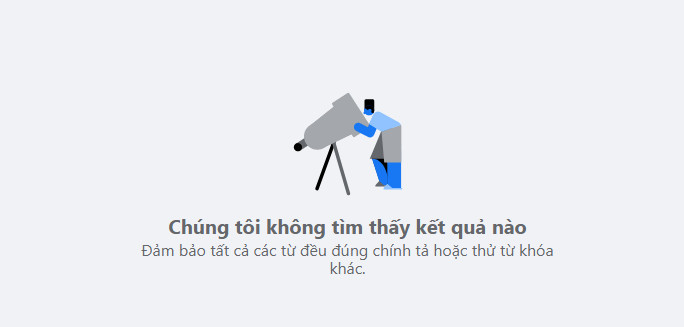 Chúng tôi không tìm thấy kết quả nào
Đảm bảo tất cả các từ đều đúng chính tả hoặc thử từ khóa
khác.